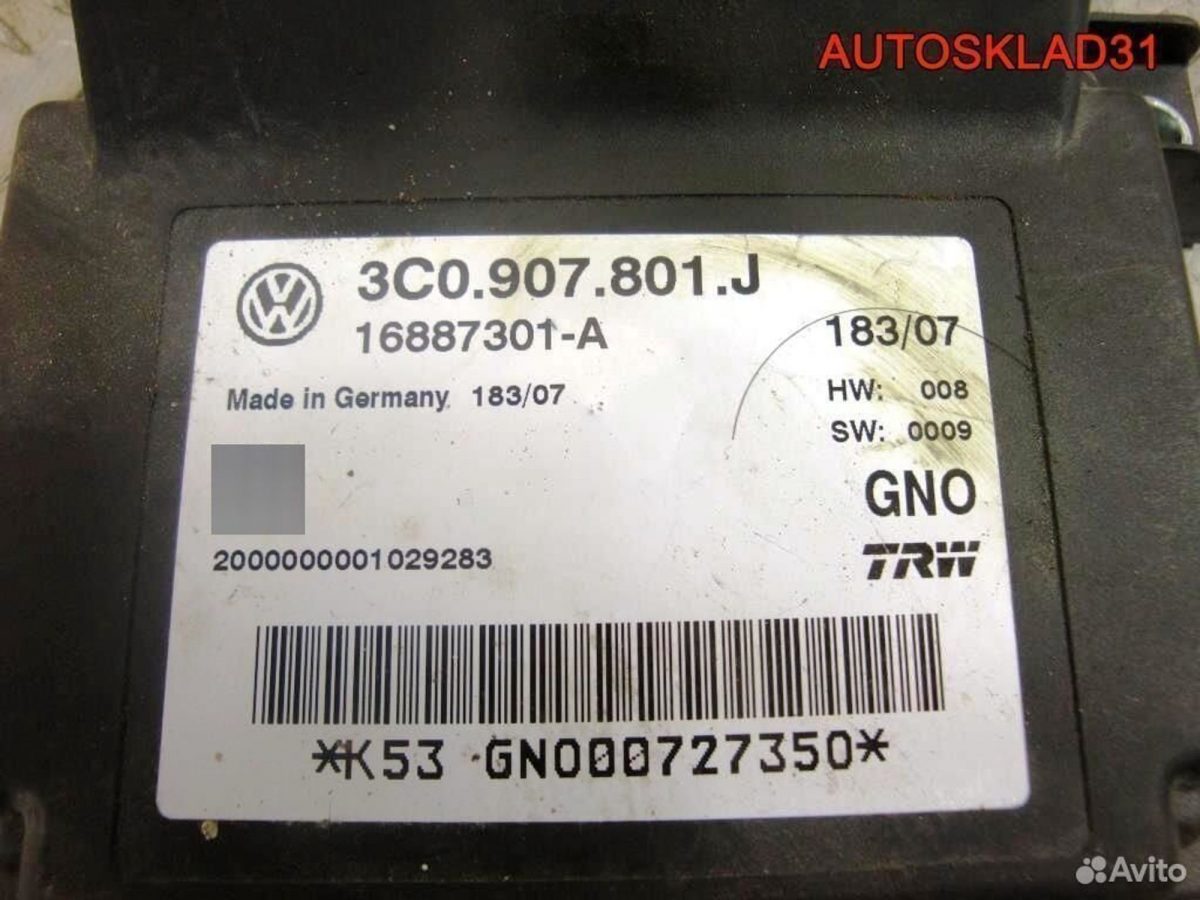 AUTOSKLAD31
3C0.907.801.J
16887301-A
183/07
Made in Germany 183/07
HW: 008
SW: 0009
GNO
2000000001029283
TRW
*K53 GNO00727350*
Avito